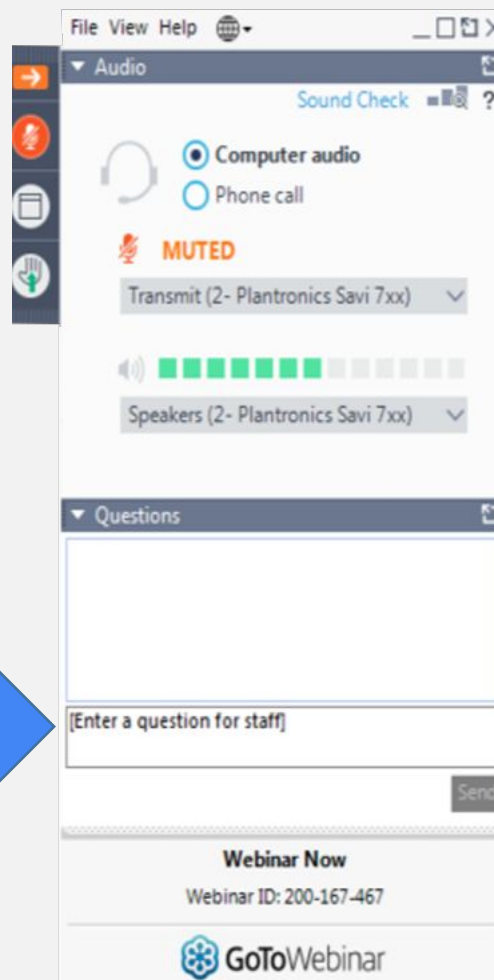 File View Help
Audio
Sound Check ?
Computer audio
Phone call
MUTED
Transmit (2- Plantronics Savi 7xx)
Speakers (2- Plantronics Savi 7xx)
Questions
[Enter a question for staff]
Send
Webinar Now
Webinar ID: 200-167-467
GoToWebinar